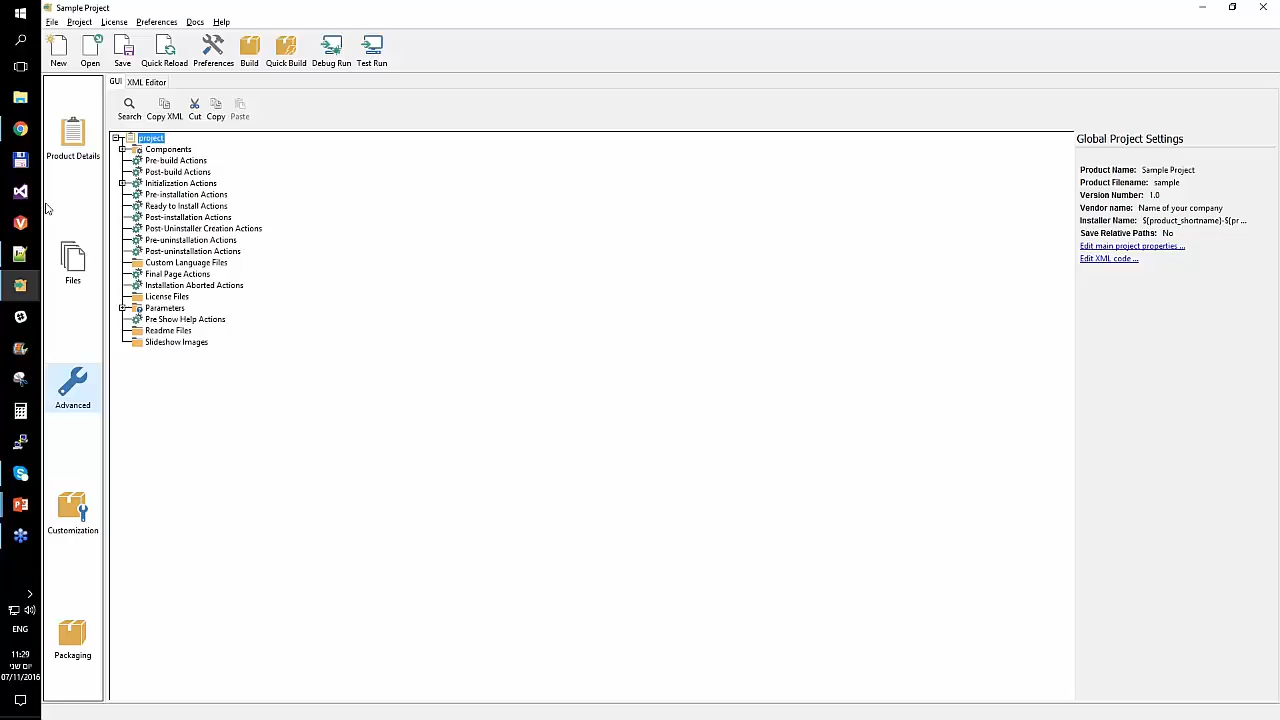 Sample Project
File Project License Preferences Docs Help
New Open Save Quick Reload Preferences Build Quick Build Debug Run Test Run
GUI XML Editor
Search Copy XML Cut Copy Paste
Product Details
Files
Advanced
Customization
Packaging
project
Components
Pre-build Actions
Post-build Actions
Initialization Actions
Pre-installation Actions
Ready to Install Actions
Post-installation Actions
Post-Uninstaller Creation Actions
Pre-uninstallation Actions
Post-uninstallation Actions
Custom Language Files
Final Page Actions
Installation Aborted Actions
License Files
Parameters
Pre Show Help Actions
Readme Files
Slideshow Images
Global Project Settings
Product Name: Sample Project
Product Filename: sample
Version Number: 1.0
Vendor name: Name of your company
Installer Name: ${product_shortname}-${pr ...
Save Relative Paths: No
Edit main project properties ...
Edit XML code ...
ENG
11:29
יום שני
07/11/2016